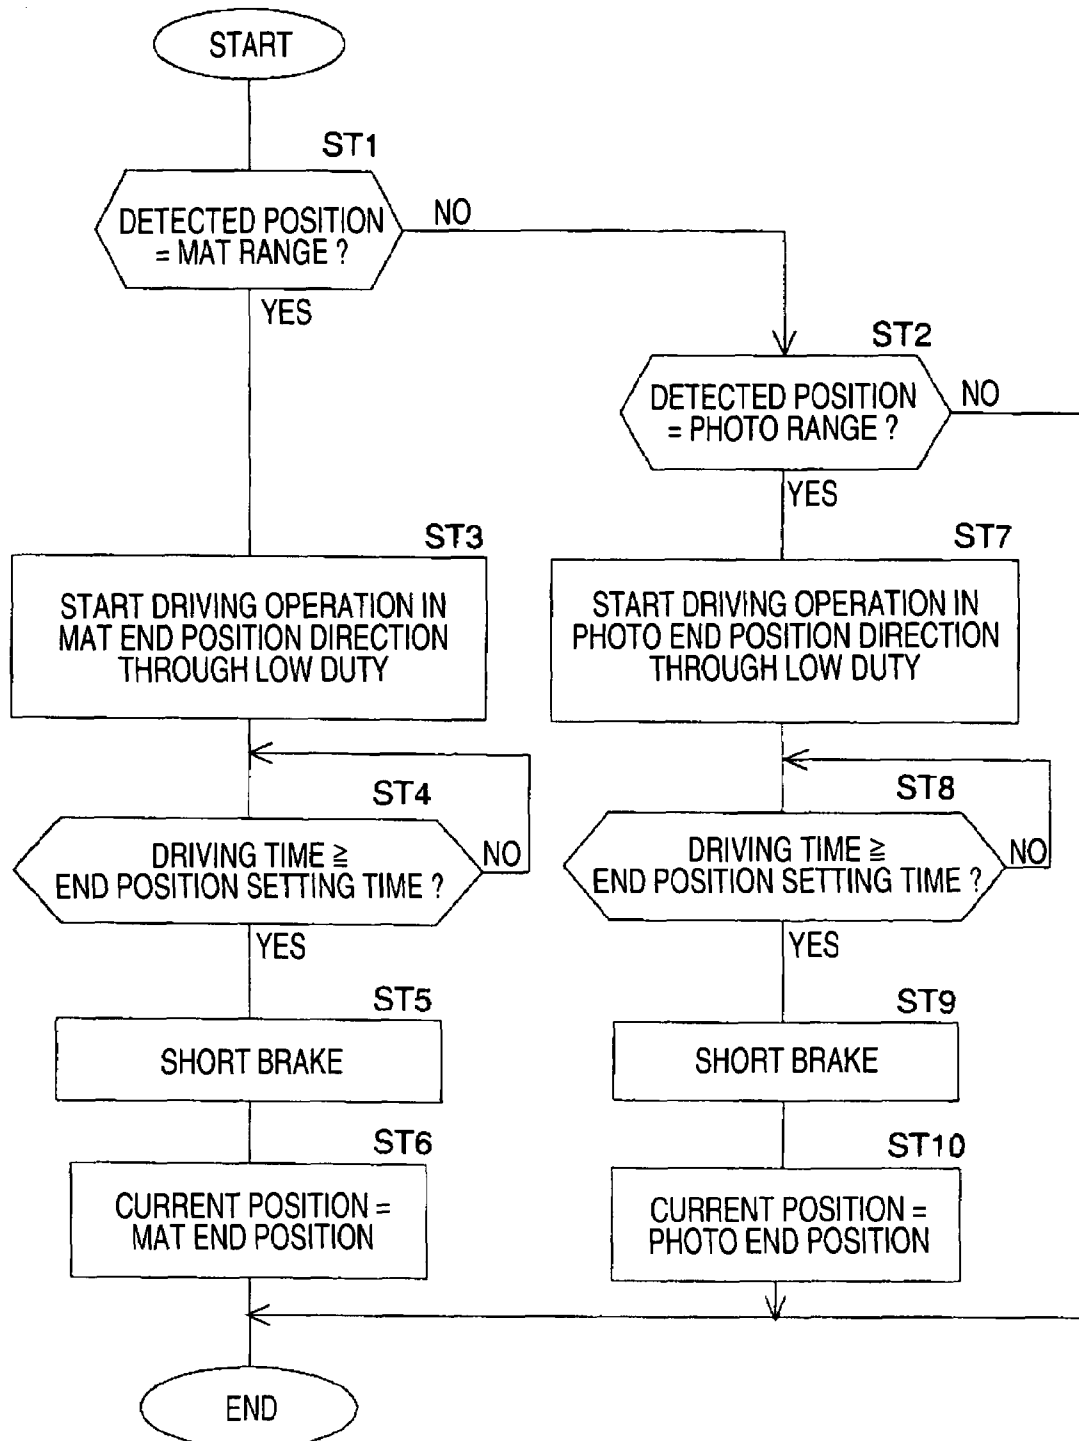 START
ST1
DETECTED POSITION
= MAT RANGE ?
NO
YES
ST2
DETECTED POSITION
= PHOTO RANGE ?
NO
YES
ST3
START DRIVING OPERATION IN
MAT END POSITION DIRECTION
THROUGH LOW DUTY
ST7
START DRIVING OPERATION IN
PHOTO END POSITION DIRECTION
THROUGH LOW DUTY
ST4
DRIVING TIME ≧
END POSITION SETTING TIME ?
NO
YES
ST8
DRIVING TIME ≧
END POSITION SETTING TIME ?
NO
YES
ST5
SHORT BRAKE
ST9
SHORT BRAKE
ST6
CURRENT POSITION =
MAT END POSITION
ST10
CURRENT POSITION =
PHOTO END POSITION
END